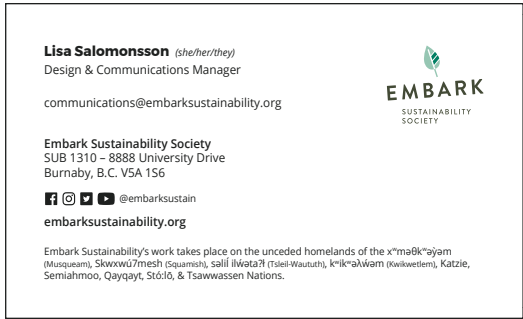 Lisa Salomonsson (she/her/they)
Design & Communications Manager
communications@embarksustainability.org
EMBARK
SUSTAINABILITY
SOCIETY
Embark Sustainability Society
SUB 1310 – 8888 University Drive
Burnaby, B.C. V5A 1S6
@embarksustain
embarksustainability.org
Embark Sustainability's work takes place on the unceded homelands of the xʷməθkʷəy̓əm
(Musqueam), Skwxwú7mesh (Squamish), səlil̓ ilw̓ətaʔɬ (Tsleil-Waututh), kʷikʷəƛ̓w̓əm (Kwikwetlem), Katzie,
Semiahmoo, Qayqayt, Stó:lō, & Tsawwassen Nations.